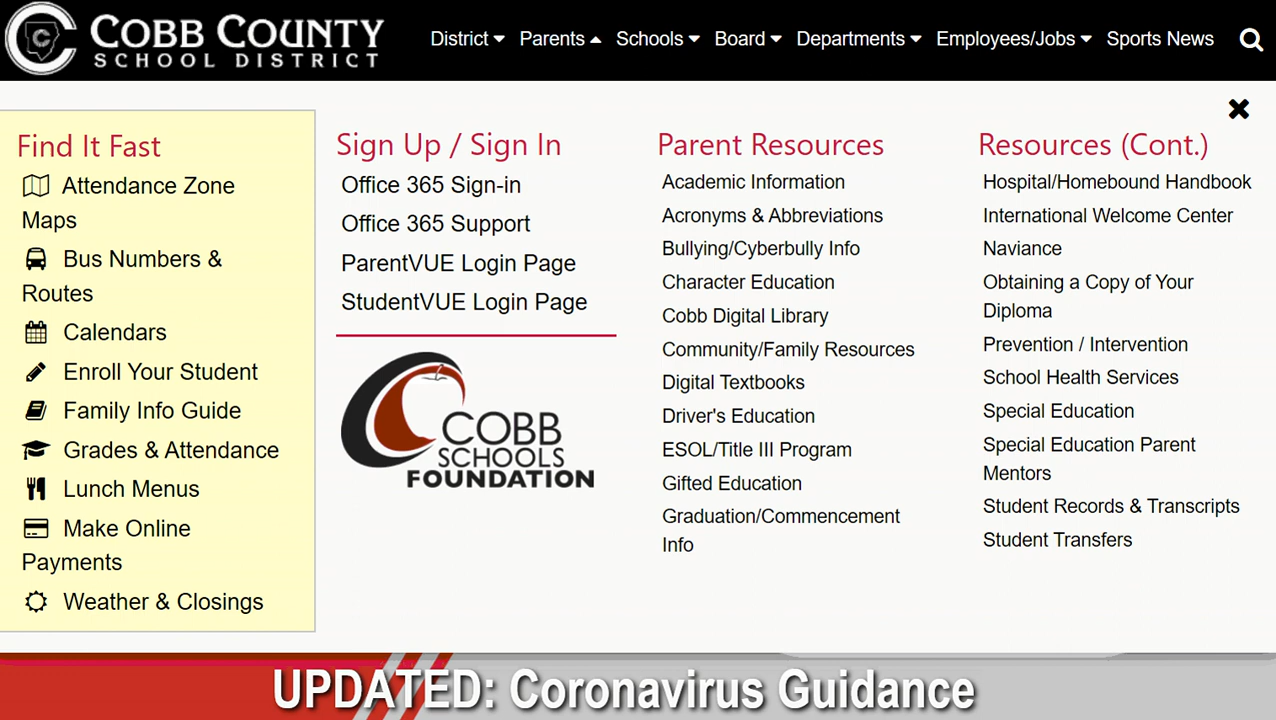 COBB COUNTY
SCHOOL DISTRICT
District Parents Schools Board Departments Employees/Jobs Sports News
Find It Fast
Attendance Zone
Maps
Bus Numbers &
Routes
Calendars
Enroll Your Student
Family Info Guide
Grades & Attendance
Lunch Menus
Make Online
Payments
Weather & Closings
Sign Up / Sign In
Office 365 Sign-in
Office 365 Support
ParentVUE Login Page
StudentVUE Login Page
COBB
SCHOOLS
FOUNDATION
Parent Resources
Academic Information
Acronyms & Abbreviations
Bullying/Cyberbully Info
Character Education
Cobb Digital Library
Community/Family Resources
Digital Textbooks
Driver's Education
ESOL/Title III Program
Gifted Education
Graduation/Commencement
Info
Resources (Cont.)
Hospital/Homebound Handbook
International Welcome Center
Naviance
Obtaining a Copy of Your
Diploma
Prevention / Intervention
School Health Services
Special Education
Special Education Parent
Mentors
Student Records & Transcripts
Student Transfers
UPDATED: Coronavirus Guidance